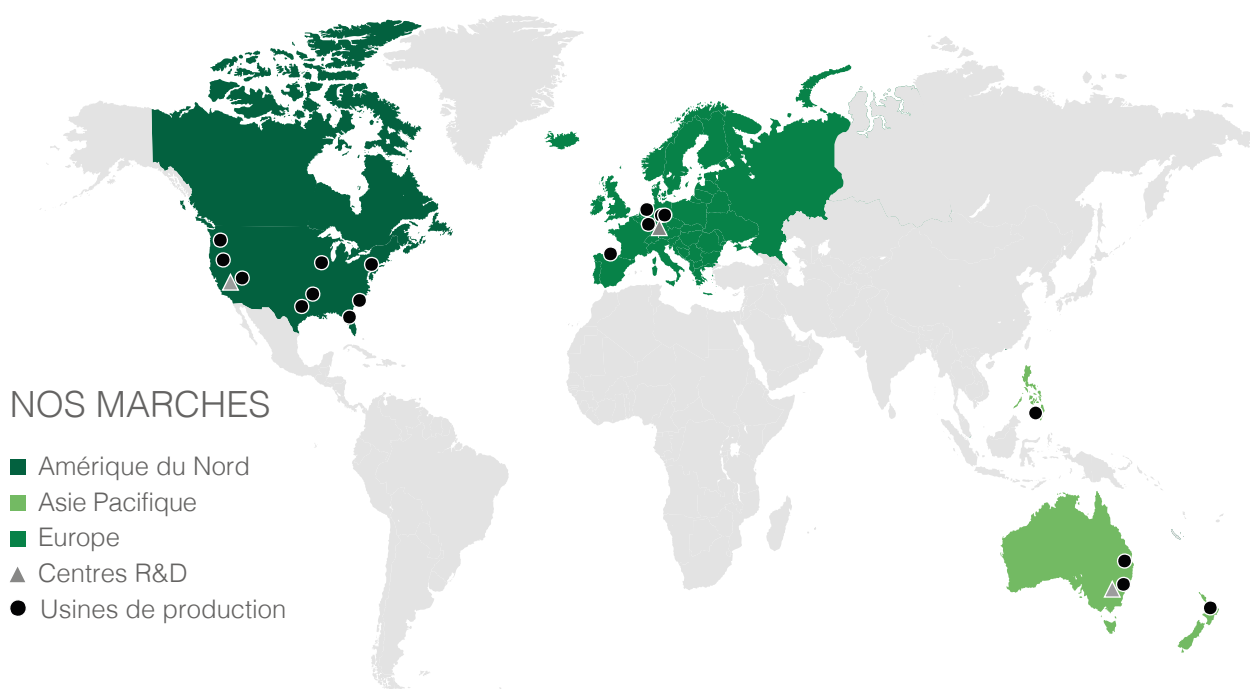 NOS MARCHES
Amérique du Nord
Asie Pacifique
Europe
Centres R&D
Usines de production